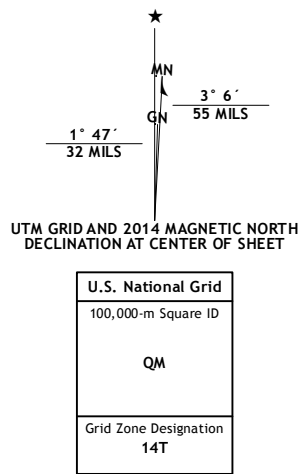 ★
MN
3° 6´
55 MILS
GN
1° 47´
32 MILS
UTM GRID AND 2014 MAGNETIC NORTH
DECLINATION AT CENTER OF SHEET
U.S. National Grid
100,000-m Square ID
QM
Grid Zone Designation
14T